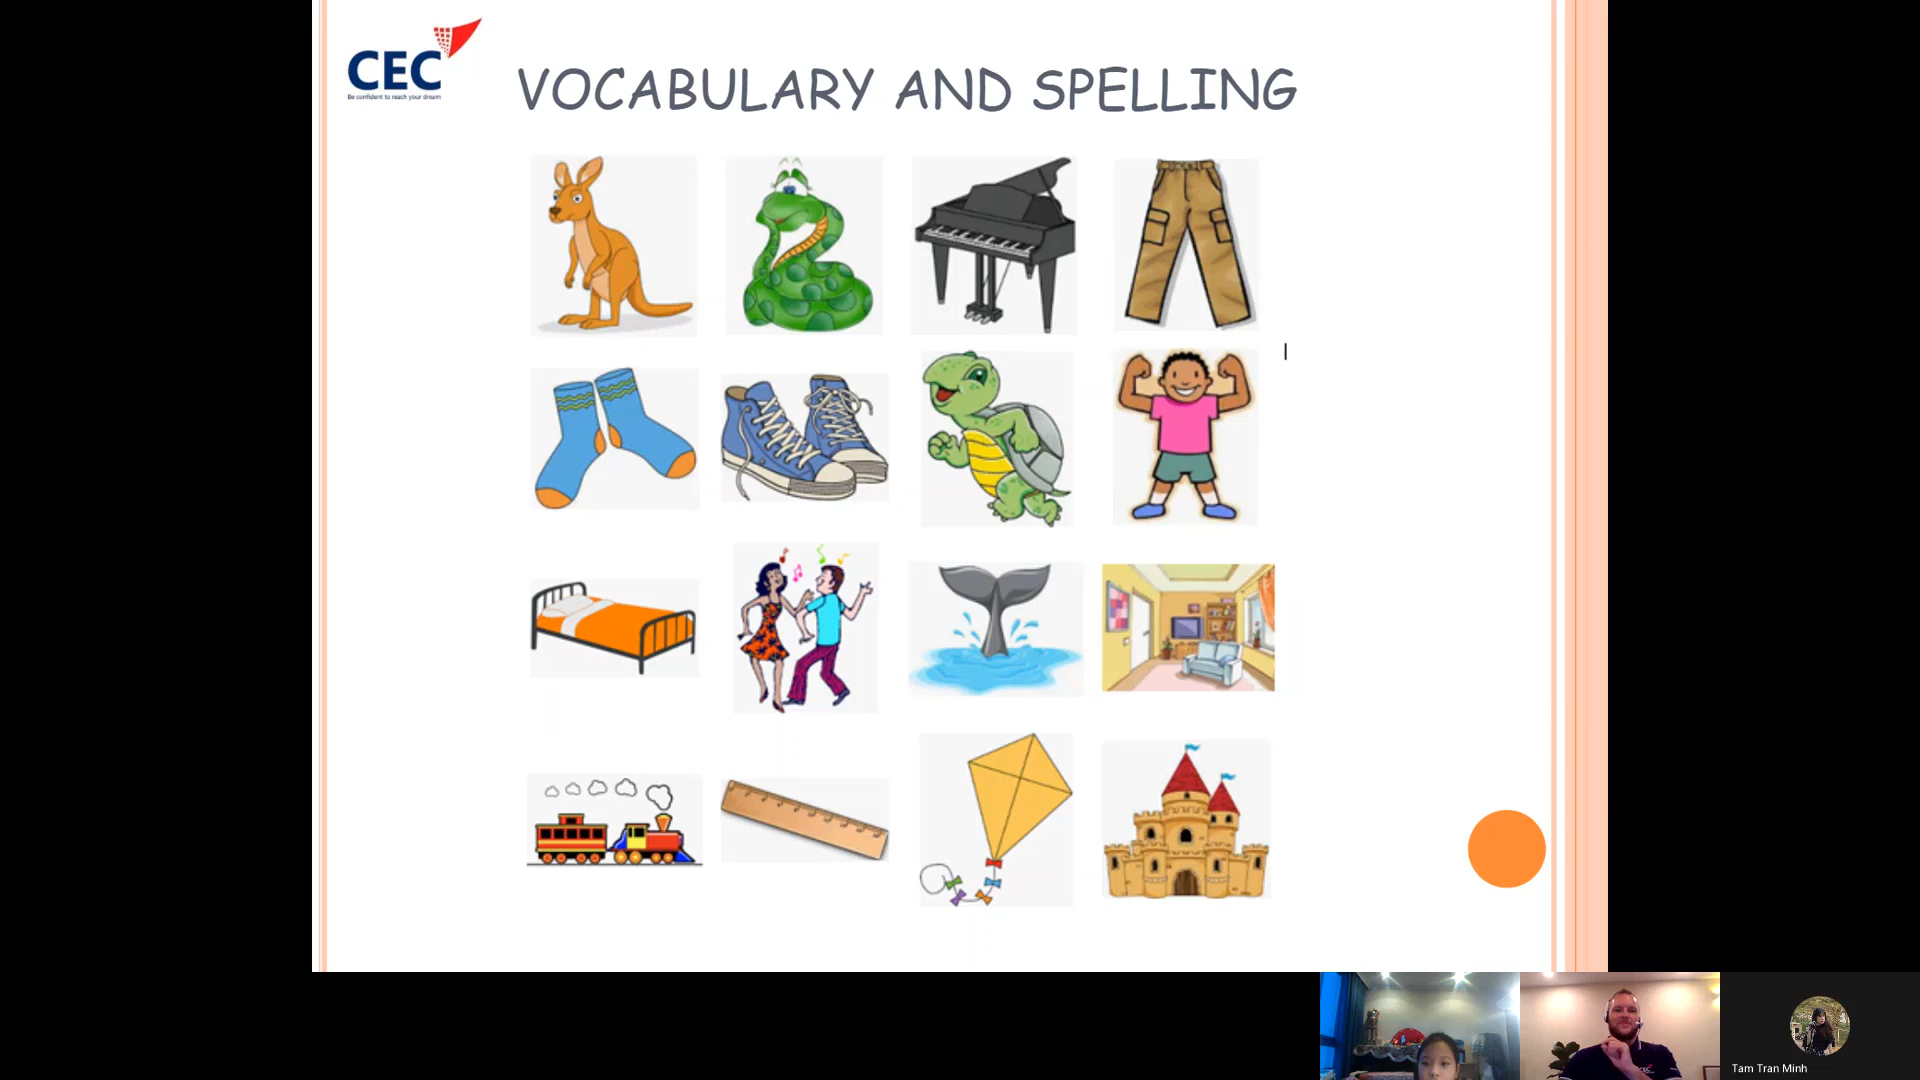 CEC
Be confident to reach your dream
VOCABULARY AND SPELLING
Tam Tran Minh